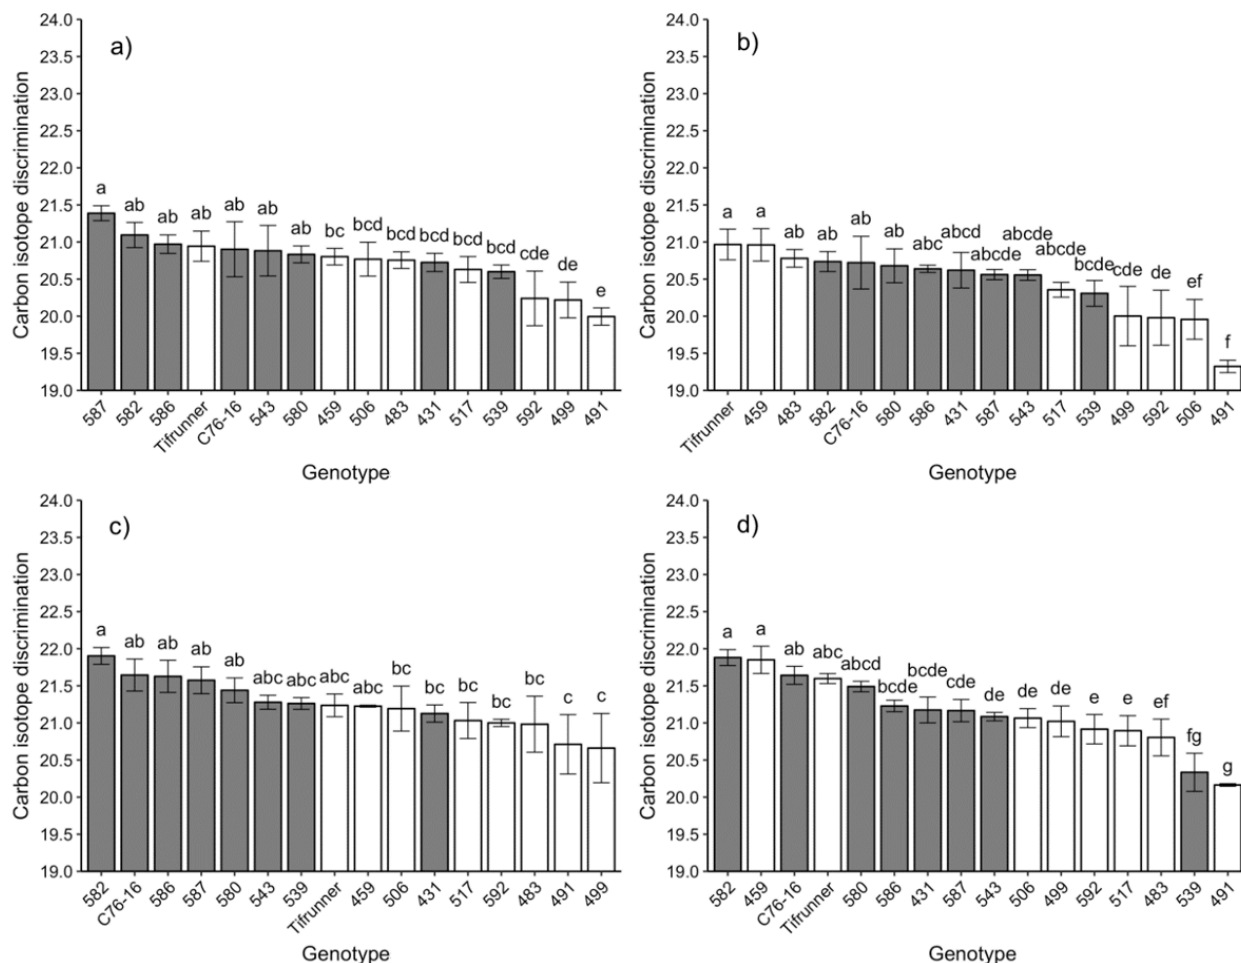 a)
Carbon isotope discrimination
24.0
23.5
23.0
22.5
22.0
21.5
21.0
20.5
20.0
19.5
19.0
a ab ab ab ab ab ab bc bcd bcd bcd bcd bcd cde de e
587 582 586 Tifrunner C76-16 543 580 459 506 483 431 517 539 592 499 491
Genotype
b)
Carbon isotope discrimination
24.0
23.5
23.0
22.5
22.0
21.5
21.0
20.5
20.0
19.5
19.0
a a ab ab ab ab abc abcd abcde abcde abcde bcde cde de ef f
Tifrunner 459 483 582 C76-16 580 586 431 587 543 517 539 499 592 506 491
Genotype
c)
Carbon isotope discrimination
24.0
23.5
23.0
22.5
22.0
21.5
21.0
20.5
20.0
19.5
19.0
a ab ab ab ab abc abc abc abc bc bc bc bc bc c c
582 C76-16 586 587 580 543 539 Tifrunner 459 506 431 517 592 483 491 499
Genotype
d)
Carbon isotope discrimination
24.0
23.5
23.0
22.5
22.0
21.5
21.0
20.5
20.0
19.5
19.0
a a ab abc abcd bcde bcde cde de de de e e ef fg g
582 459 C76-16 Tifrunner 580 586 431 587 543 506 499 592 517 483 539 491
Genotype